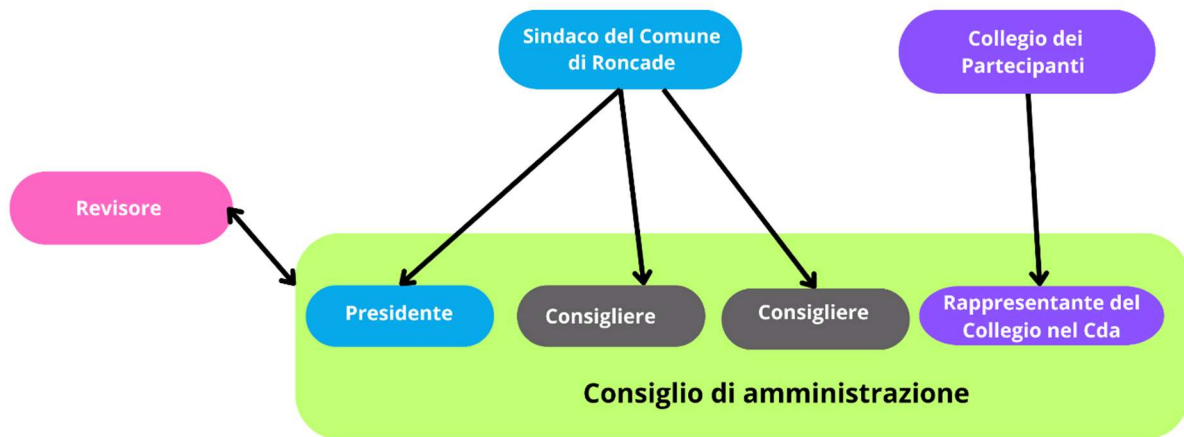 Sindaco del Comune
di Roncade
Collegio dei
Partecipanti
Revisore
Presidente
Consigliere
Consigliere
Rappresentante del
Collegio nel Cda
Consiglio di amministrazione